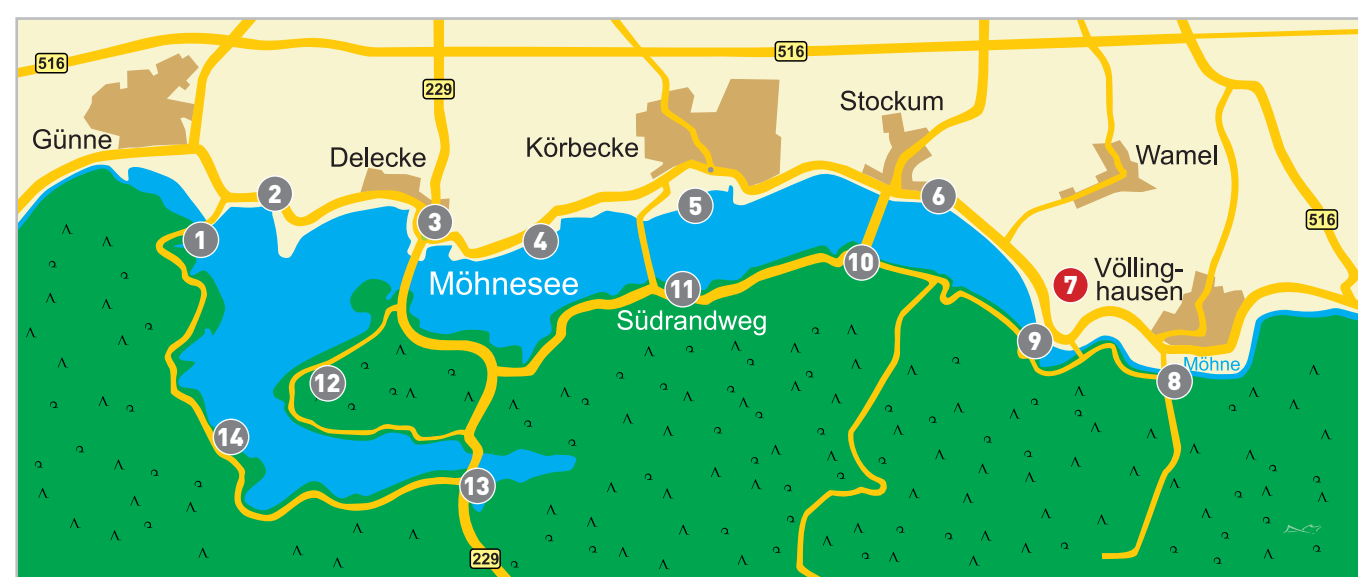 516
516
229
Stockum
Günne
Delecke
Körbecke
Wamel
2
6
5
3
516
1
4
10
Völling-
hausen
7
Möhnesee
11
Südrandweg
9
Möhne
8
12
14
13
229